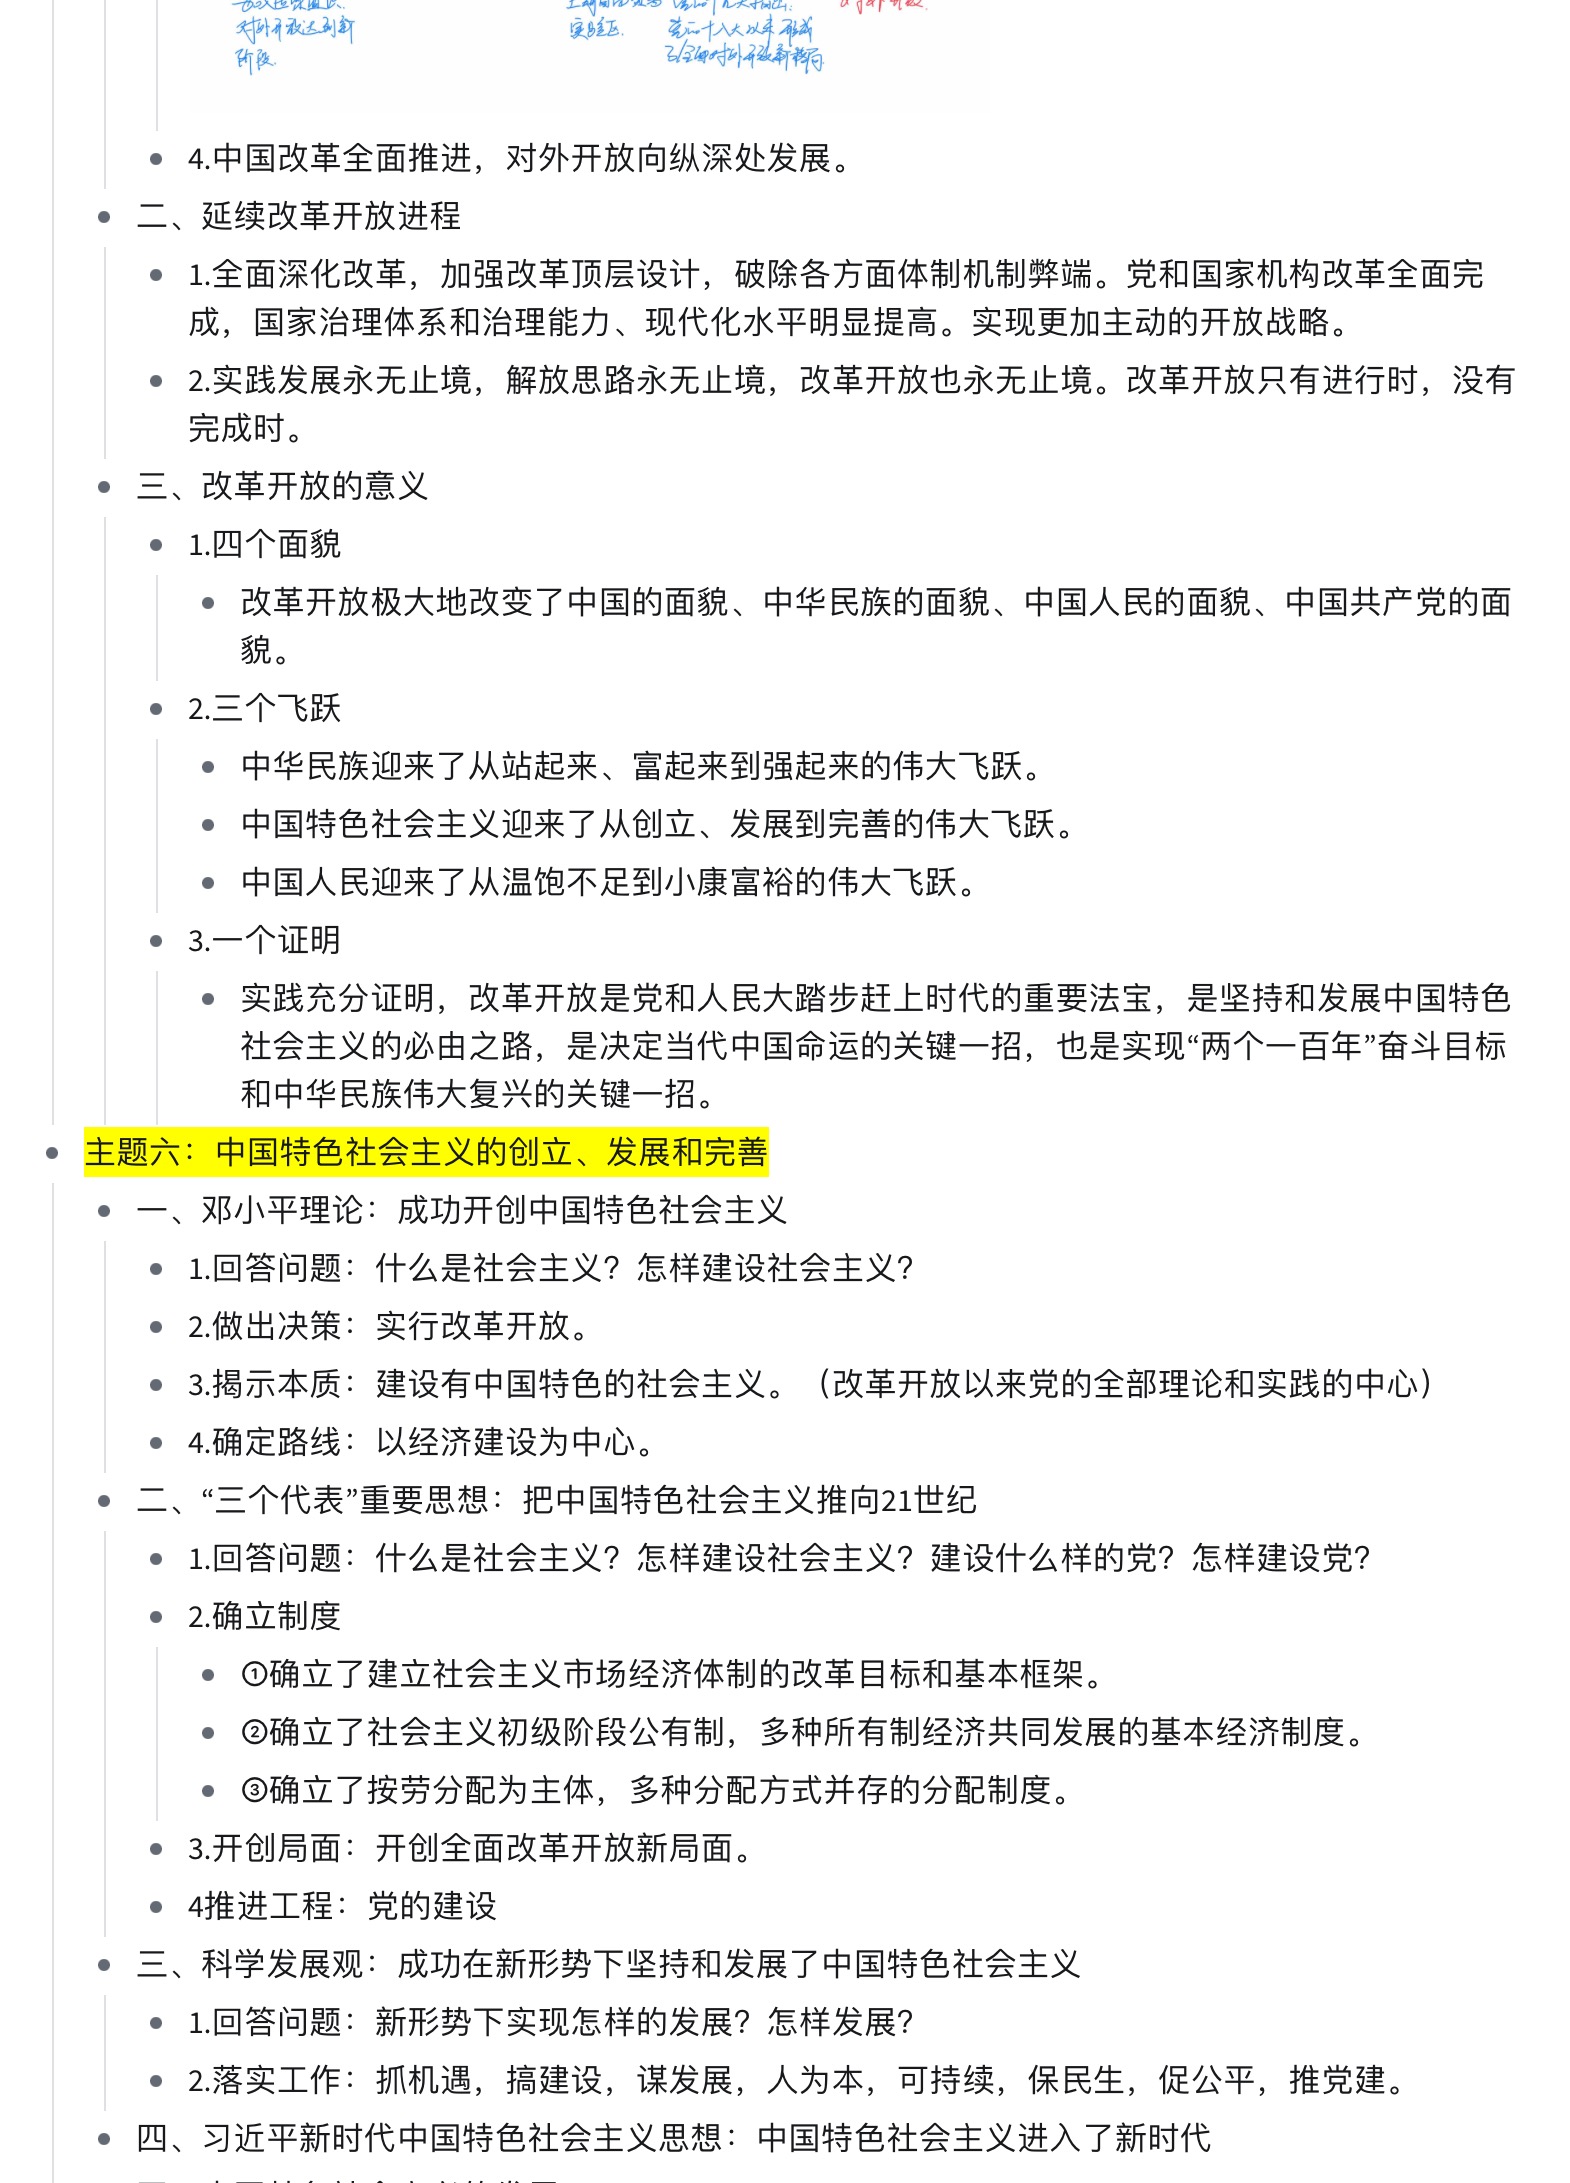 对外开放达到新
阶段.
实验区.
党的十八大以来 形成
了全面对外开放新格局
4.中国改革全面推进，对外开放向纵深处发展。
二、延续改革开放进程
1.全面深化改革，加强改革顶层设计，破除各方面体制机制弊端。党和国家机构改革全面完
成，国家治理体系和治理能力、现代化水平明显提高。实现更加主动的开放战略。
2.实践发展永无止境，解放思路永无止境，改革开放也永无止境。改革开放只有进行时，没有
完成时。
三、改革开放的意义
1.四个面貌
改革开放极大地改变了中国的面貌、中华民族的面貌、中国人民的面貌、中国共产党的面
貌。
2.三个飞跃
中华民族迎来了从站起来、富起来到强起来的伟大飞跃。
中国特色社会主义迎来了从创立、发展到完善的伟大飞跃。
中国人民迎来了从温饱不足到小康富裕的伟大飞跃。
3.一个证明
实践充分证明，改革开放是党和人民大踏步赶上时代的重要法宝，是坚持和发展中国特色
社会主义的必由之路，是决定当代中国命运的关键一招，也是实现“两个一百年”奋斗目标
和中华民族伟大复兴的关键一招。
主题六：中国特色社会主义的创立、发展和完善
一、邓小平理论：成功开创中国特色社会主义
1.回答问题：什么是社会主义？怎样建设社会主义？
2.做出决策：实行改革开放。
3.揭示本质：建设有中国特色的社会主义。（改革开放以来党的全部理论和实践的中心）
4.确定路线：以经济建设为中心。
二、“三个代表”重要思想：把中国特色社会主义推向21世纪
1.回答问题：什么是社会主义？怎样建设社会主义？建设什么样的党？怎样建设党？
2.确立制度
①确立了建立社会主义市场经济体制的改革目标和基本框架。
②确立了社会主义初级阶段公有制，多种所有制经济共同发展的基本经济制度。
③确立了按劳分配为主体，多种分配方式并存的分配制度。
3.开创局面：开创全面改革开放新局面。
4推进工程：党的建设
三、科学发展观：成功在新形势下坚持和发展了中国特色社会主义
1.回答问题：新形势下实现怎样的发展？怎样发展？
2.落实工作：抓机遇，搞建设，谋发展，人为本，可持续，保民生，促公平，推党建。
四、习近平新时代中国特色社会主义思想：中国特色社会主义进入了新时代